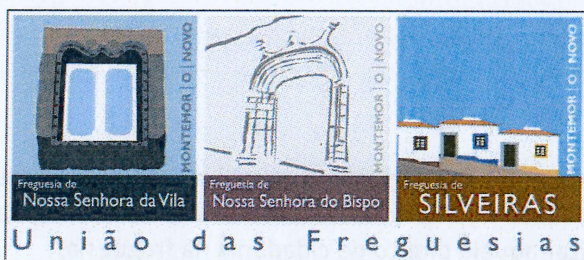 MONTEMOR | O | NOVO
Freguesia de
Nossa Senhora da Vila
MONTEMOR | O | NOVO
Freguesia de
Nossa Senhora do Bispo
MONTEMOR | O | NOVO
Freguesia de
SILVEIRAS
União das Freguesias